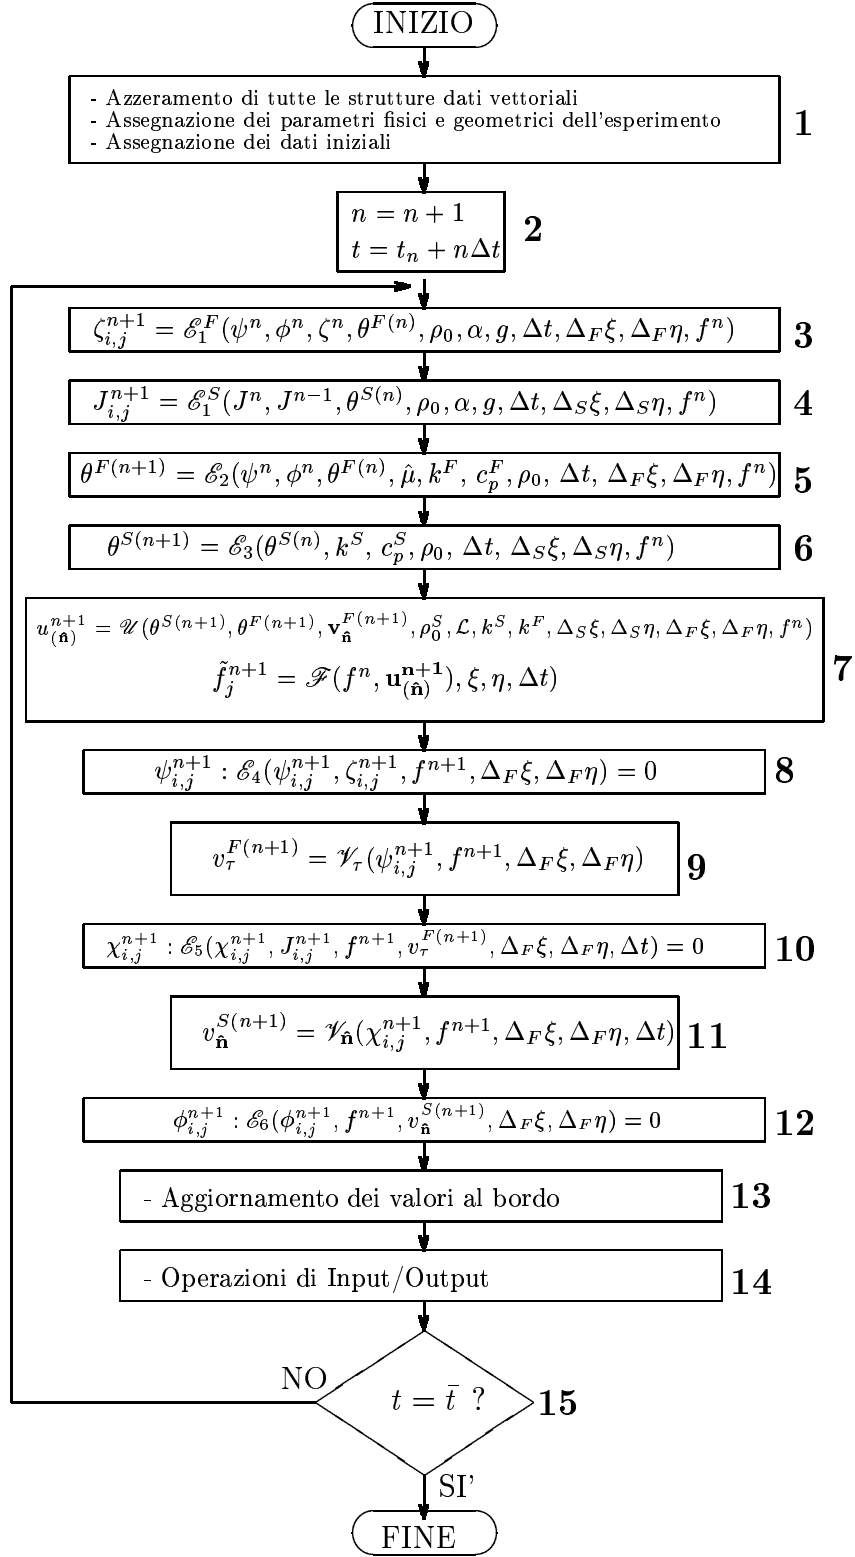 INIZIO
- Azzeramento di tutte le strutture dati vettoriali
- Assegnazione dei parametri fisici e geometrici dell'esperimento
- Assegnazione dei dati iniziali
1
n = n + 1
t = t_n + nΔt
2
ζ_{i,j}^{n+1} = ℰ_1^F(ψ^n, ϕ^n, ζ^n, θ^{F(n)}, ρ_0, α, g, Δt, Δ_Fξ, Δ_Fη, f^n)
3
J_{i,j}^{n+1} = ℰ_1^S(J^n, J^{n-1}, θ^{S(n)}, ρ_0, α, g, Δt, Δ_Sξ, Δ_Sη, f^n)
4
θ^{F(n+1)} = ℰ_2(ψ^n, ϕ^n, θ^{F(n)}, μ̂, k^F, c_p^F, ρ_0, Δt, Δ_Fξ, Δ_Fη, f^n)
5
θ^{S(n+1)} = ℰ_3(θ^{S(n)}, k^S, c_p^S, ρ_0, Δt, Δ_Sξ, Δ_Sη, f^n)
6
u_{(n̂)}^{n+1} = 𝒰(θ^{S(n+1)}, θ^{F(n+1)}, v_{n̂}^{F(n+1)}, ρ_0^S, ℒ, k^S, k^F, Δ_Sξ, Δ_Sη, Δ_Fξ, Δ_Fη, f^n)
f̃_j^{n+1} = ℱ(f^n, u_{(n̂)}^{n+1}), ξ, η, Δt)
7
ψ_{i,j}^{n+1} : ℰ_4(ψ_{i,j}^{n+1}, ζ_{i,j}^{n+1}, f^{n+1}, Δ_Fξ, Δ_Fη) = 0
8
v_τ^{F(n+1)} = 𝒱_τ(ψ_{i,j}^{n+1}, f^{n+1}, Δ_Fξ, Δ_Fη)
9
χ_{i,j}^{n+1} : ℰ_5(χ_{i,j}^{n+1}, J_{i,j}^{n+1}, f^{n+1}, v_τ^{F(n+1)}, Δ_Fξ, Δ_Fη, Δt) = 0
10
v_{n̂}^{S(n+1)} = 𝒱_{n̂}(χ_{i,j}^{n+1}, f^{n+1}, Δ_Fξ, Δ_Fη, Δt)
11
ϕ_{i,j}^{n+1} : ℰ_6(ϕ_{i,j}^{n+1}, f^{n+1}, v_{n̂}^{S(n+1)}, Δ_Fξ, Δ_Fη) = 0
12
- Aggiornamento dei valori al bordo
13
- Operazioni di Input/Output
14
NO
t = t̄ ?
15
SI'
FINE